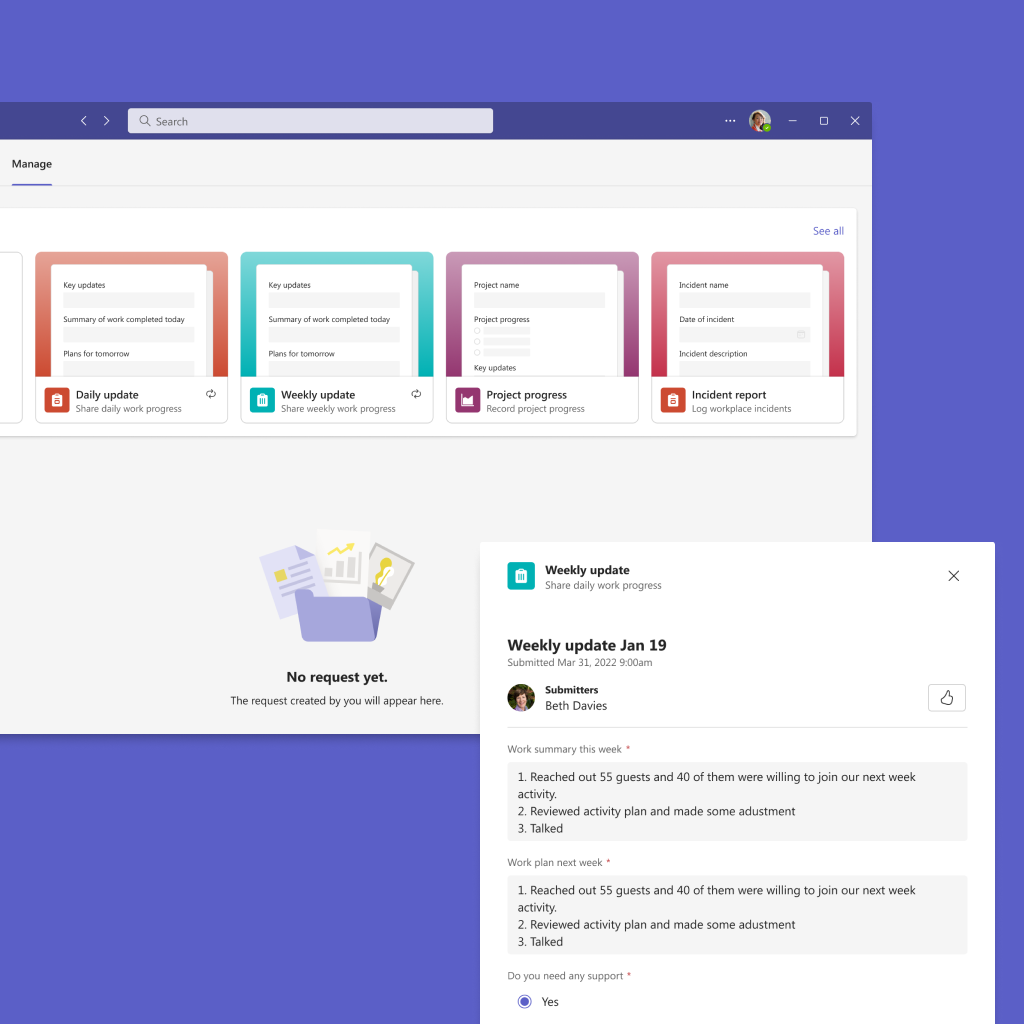 Search
Manage
See all
Key updates
Summary of work completed today
Plans for tomorrow
Daily update
Share daily work progress
Key updates
Summary of work completed today
Plans for tomorrow
Weekly update
Share weekly work progress
Project name
Project progress
Key updates
Project progress
Record project progress
Incident name
Date of incident
Incident description
Incident report
Log workplace incidents
No request yet.
The request created by you will appear here.
Weekly update
Share daily work progress
Weekly update Jan 19
Submitted Mar 31, 2022 9:00am
Submitters
Beth Davies
Work summary this week *
1. Reached out 55 guests and 40 of them were willing to join our next week
activity.
2. Reviewed activity plan and made some adustment
3. Talked
Work plan next week *
1. Reached out 55 guests and 40 of them were willing to join our next week
activity.
2. Reviewed activity plan and made some adustment
3. Talked
Do you need any support *
Yes